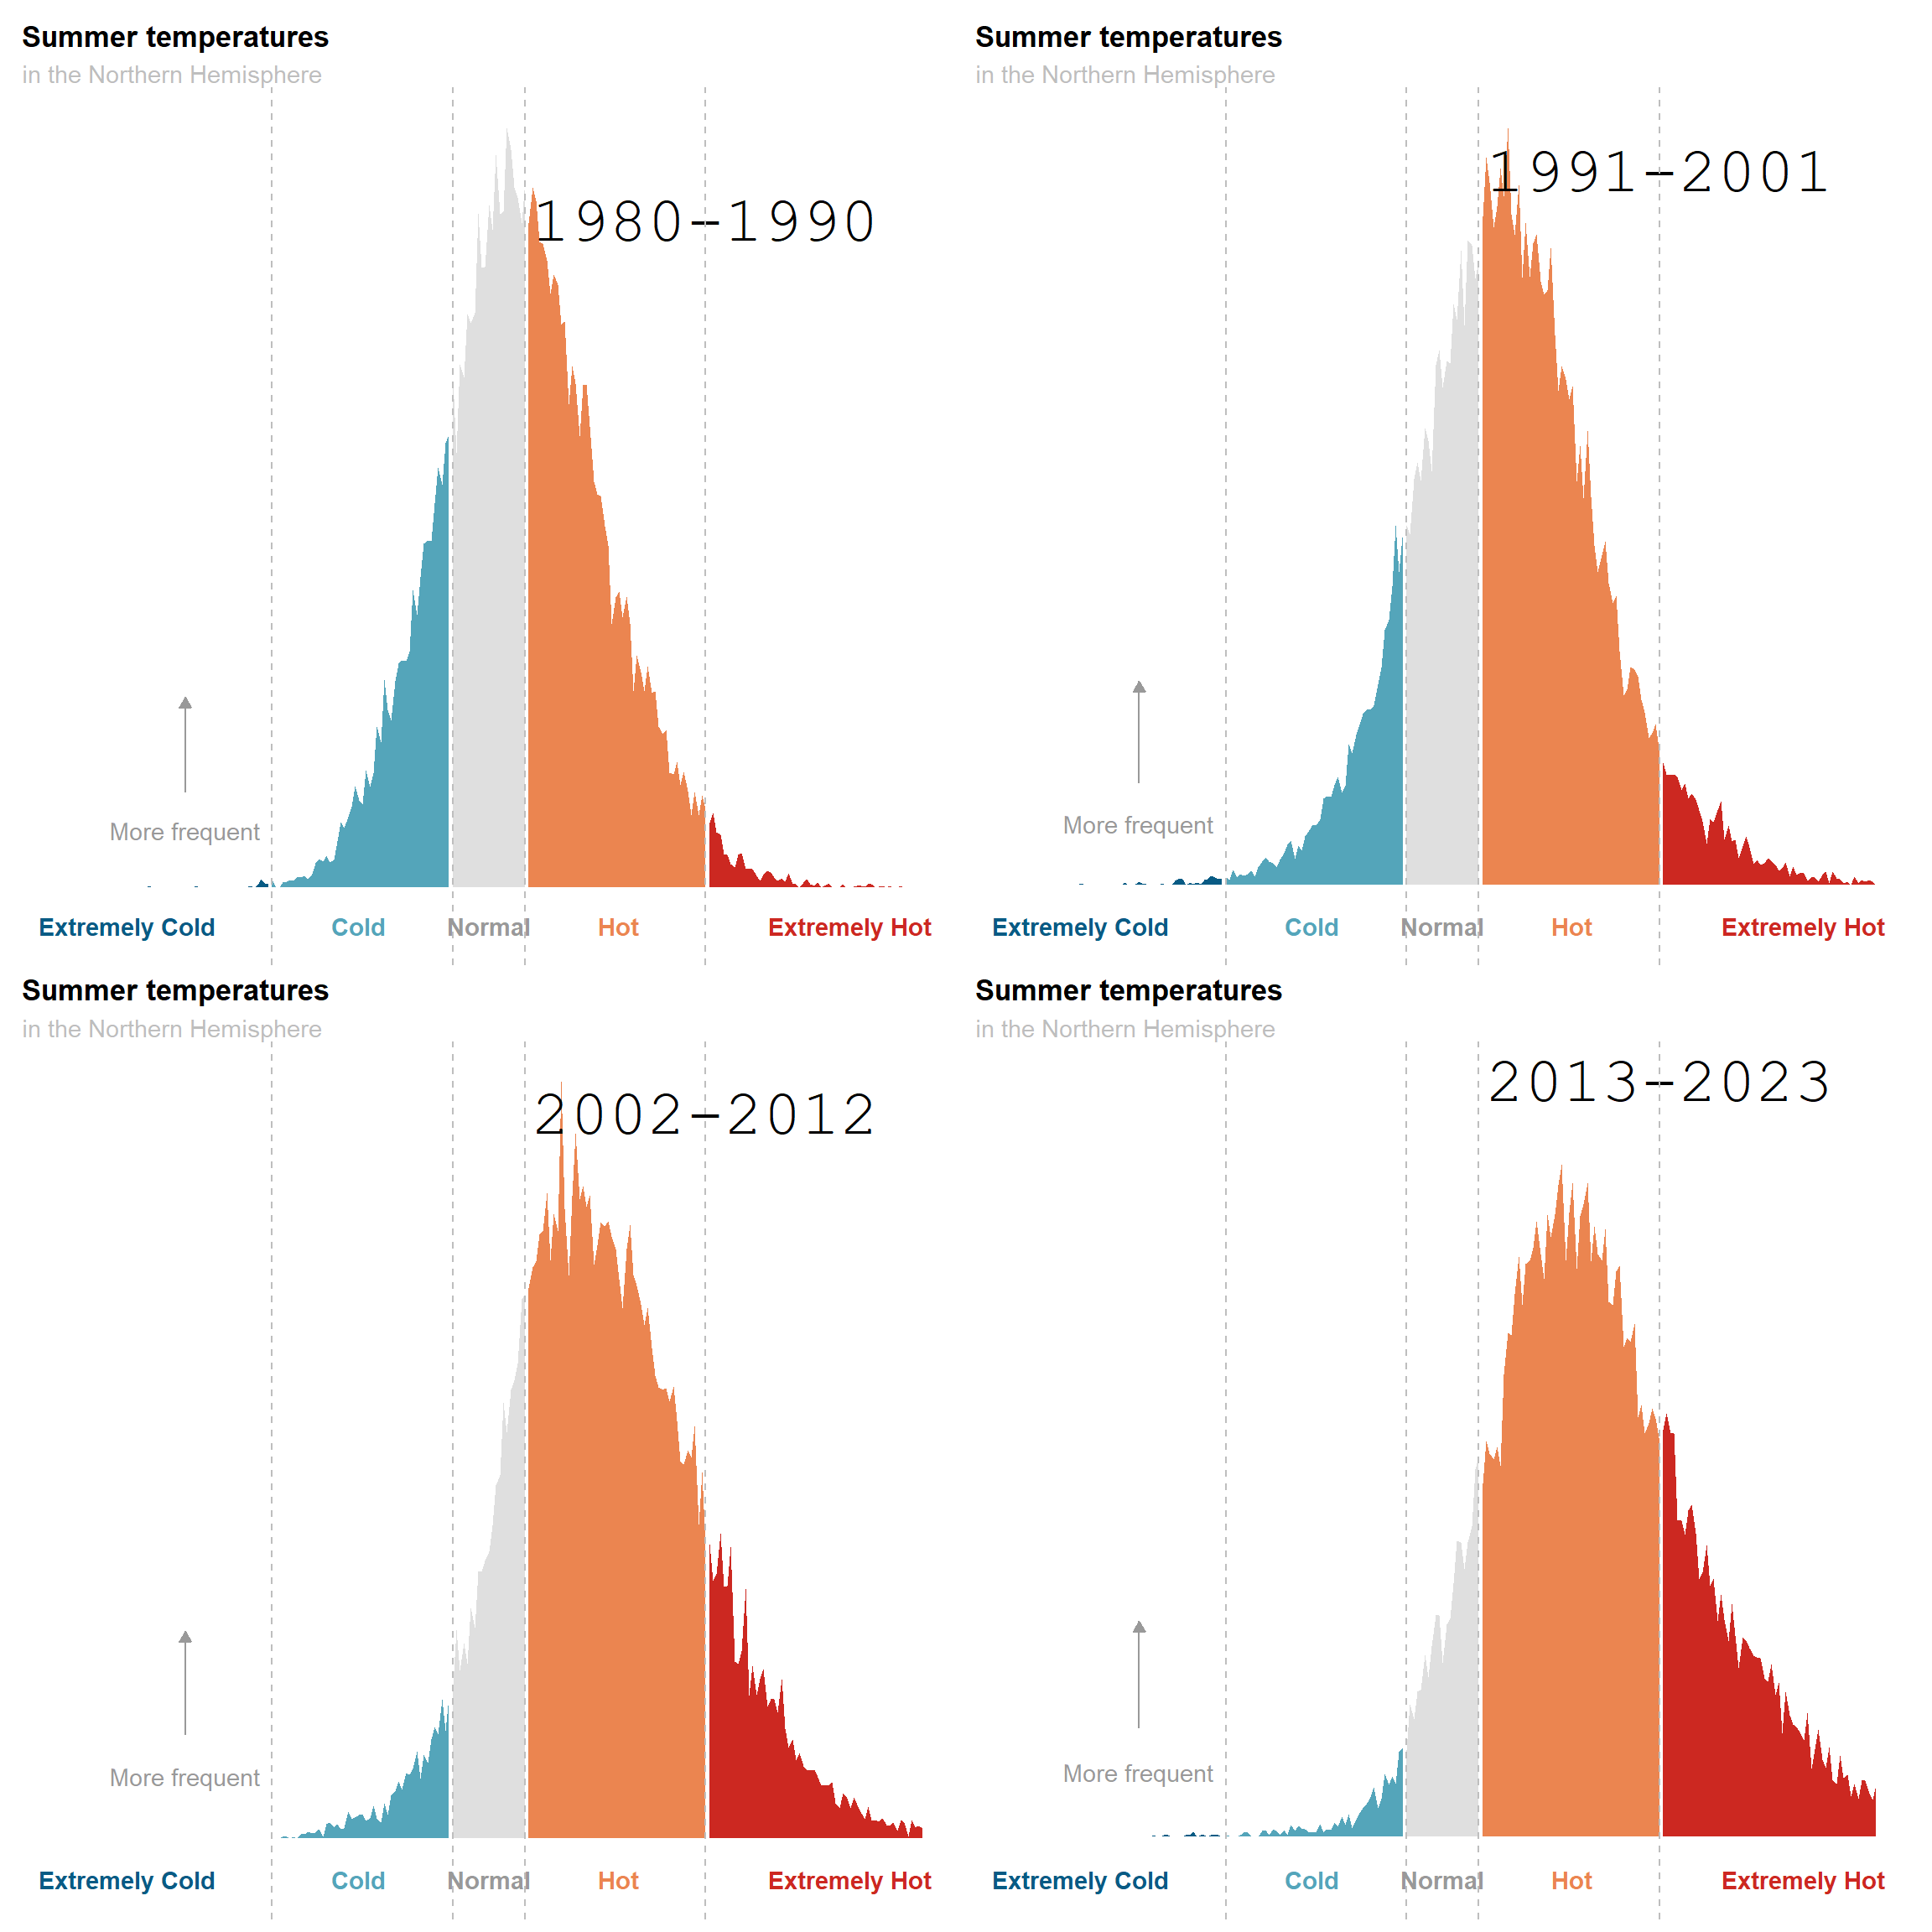 Summer temperatures
in the Northern Hemisphere
1980-1990
More frequent
Extremely Cold Cold Normal Hot Extremely Hot
Summer temperatures
in the Northern Hemisphere
1991-2001
More frequent
Extremely Cold Cold Normal Hot Extremely Hot
Summer temperatures
in the Northern Hemisphere
2002-2012
More frequent
Extremely Cold Cold Normal Hot Extremely Hot
Summer temperatures
in the Northern Hemisphere
2013-2023
More frequent
Extremely Cold Cold Normal Hot Extremely Hot